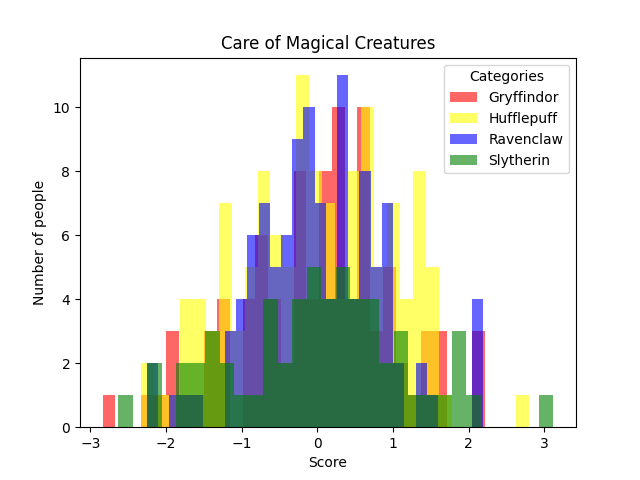 Care of Magical Creatures
Categories
Gryffindor
Hufflepuff
Ravenclaw
Slytherin
Number of people
10
8
6
4
2
0
−3 −2 −1 0 1 2 3
Score